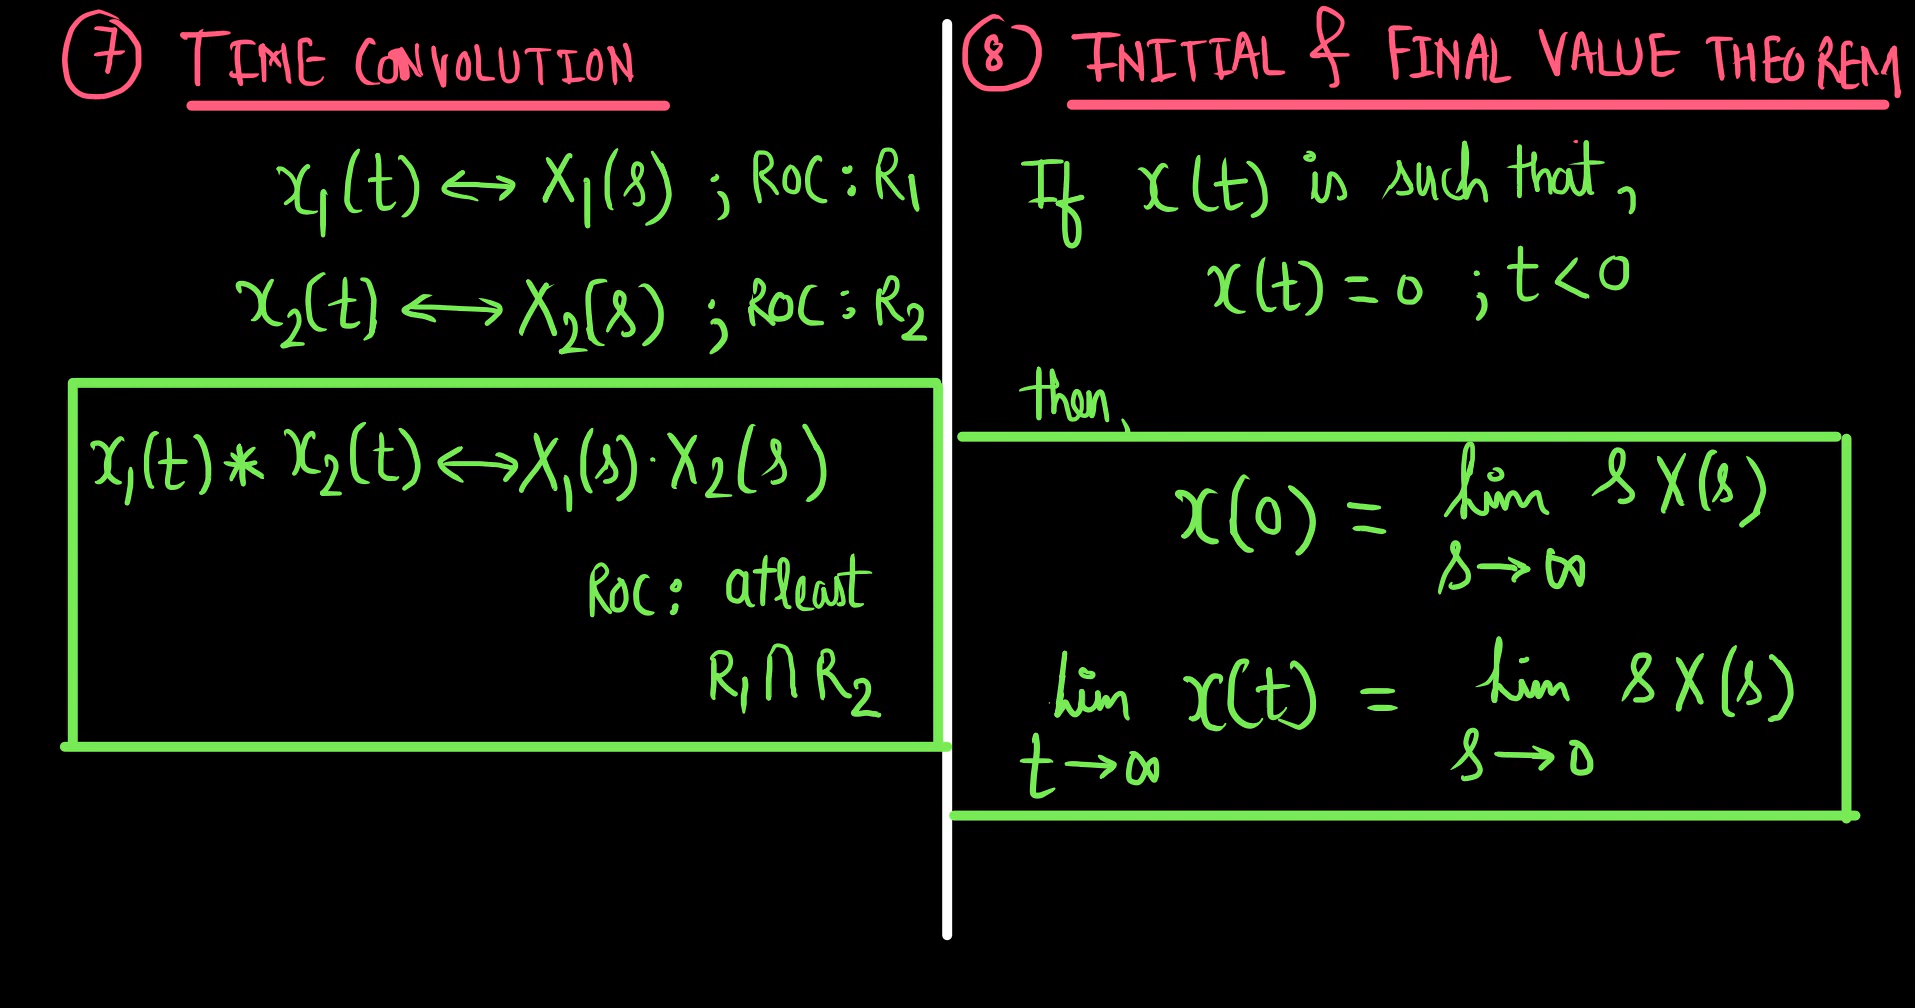 ⑦ TIME CONVOLUTION
x₁(t) ↔ X₁(s) ; ROC : R₁
x₂(t) ↔ X₂(s) ; ROC : R₂
x₁(t) * x₂(t) ↔ X₁(s) · X₂(s)
ROC : atleast
R₁ ∩ R₂
⑧ INITIAL & FINAL VALUE THEOREM
If x(t) is such that,
x(t) = 0 ; t < 0
then,
x(0) = lim s X(s)
s → ∞
lim x(t) = lim s X(s)
t → ∞ s → 0